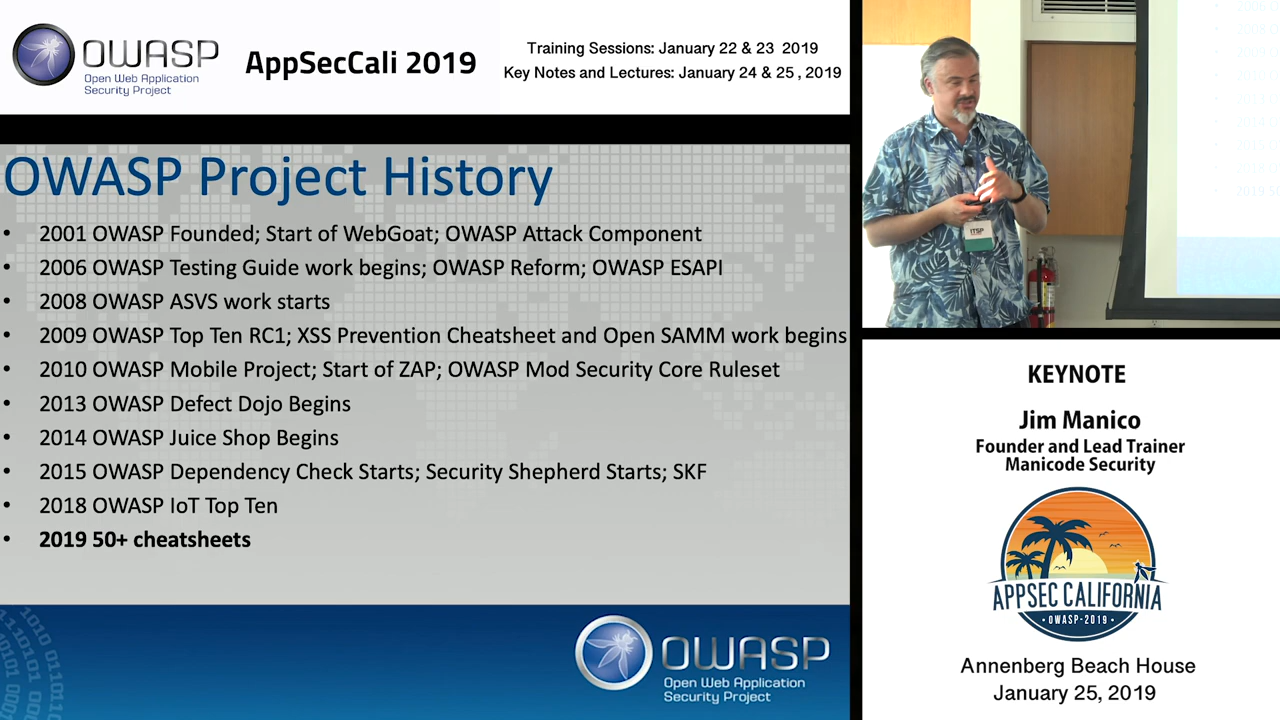 OWASP
Open Web Application
Security Project
AppSecCali 2019
Training Sessions: January 22 & 23 2019
Key Notes and Lectures: January 24 & 25 , 2019
OWASP Project History
• 2001 OWASP Founded; Start of WebGoat; OWASP Attack Component
• 2006 OWASP Testing Guide work begins; OWASP Reform; OWASP ESAPI
• 2008 OWASP ASVS work starts
• 2009 OWASP Top Ten RC1; XSS Prevention Cheatsheet and Open SAMM work begins
• 2010 OWASP Mobile Project; Start of ZAP; OWASP Mod Security Core Ruleset
• 2013 OWASP Defect Dojo Begins
• 2014 OWASP Juice Shop Begins
• 2015 OWASP Dependency Check Starts; Security Shepherd Starts; SKF
• 2018 OWASP IoT Top Ten
• 2019 50+ cheatsheets
OWASP
Open Web Application
Security Project
ITSP
KEYNOTE
Jim Manico
Founder and Lead Trainer
Manicode Security
APPSEC CALIFORNIA
• OWASP-2019 •
Annenberg Beach House
January 25, 2019